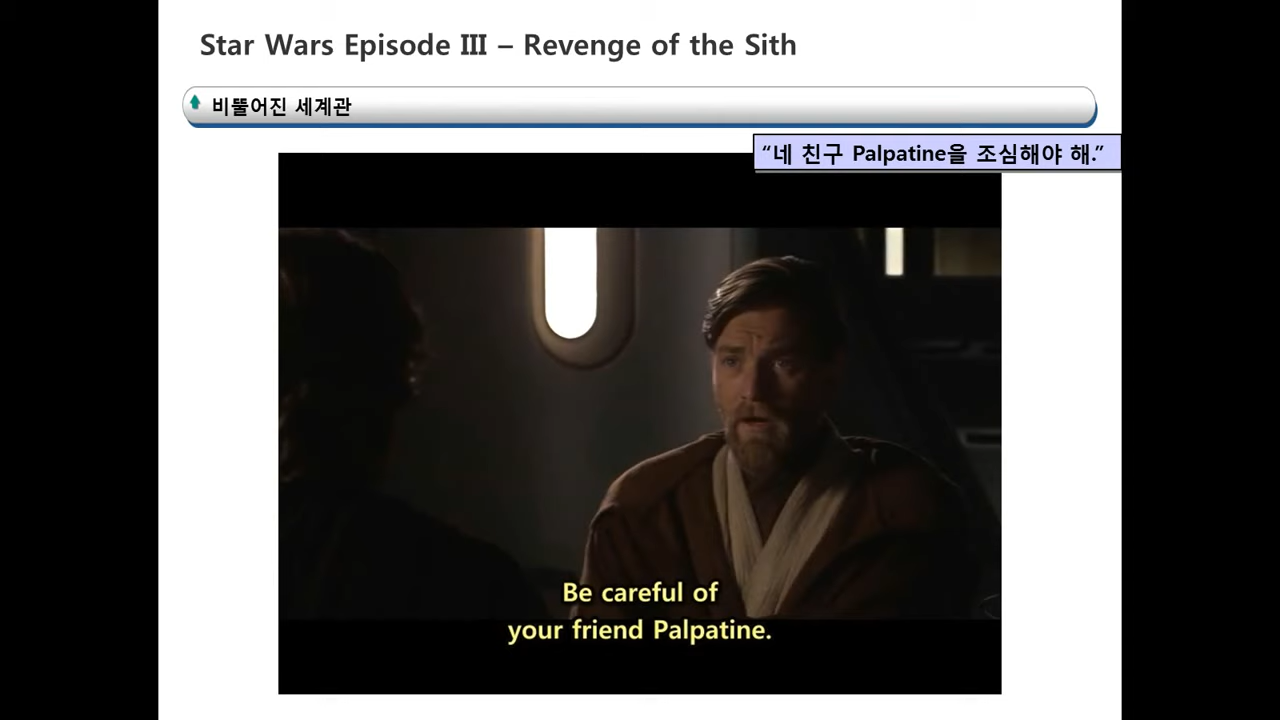 Star Wars Episode III – Revenge of the Sith
비뚤어진 세계관
“네 친구 Palpatine을 조심해야 해.”
Be careful of
your friend Palpatine.